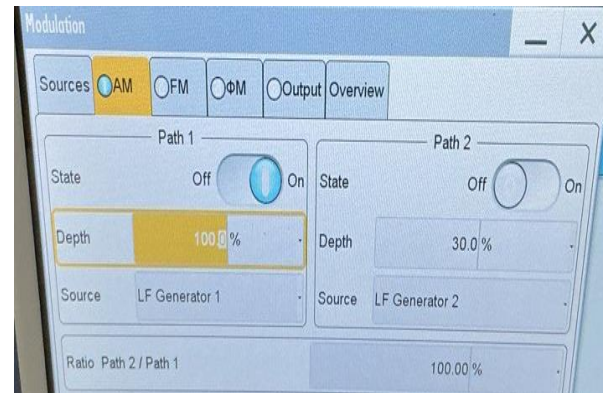 Modulation
Sources AM FM ΦM Output Overview
Path 1
State Off On
Depth 100.0 %
Source LF Generator 1
Path 2
State Off On
Depth 30.0 %
Source LF Generator 2
Ratio Path 2 / Path 1 100.00 %